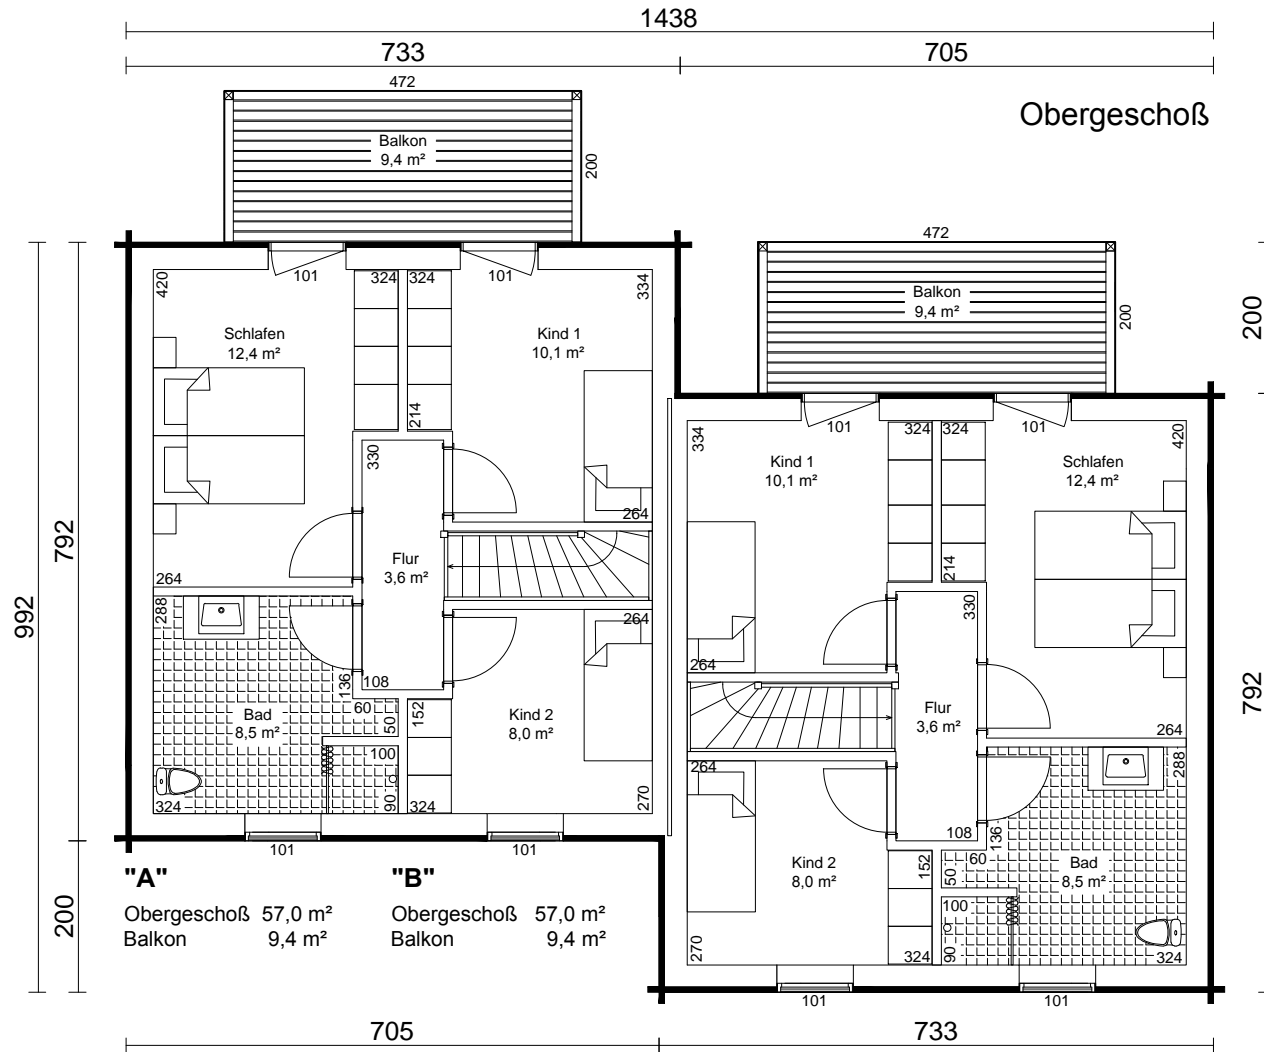 1438
733
705
472
Obergeschoß
Balkon
9,4 m²
200
472
101
101
420
324
324
334
Schlafen
12,4 m²
Kind 1
10,1 m²
214
330
264
Flur
3,6 m²
264
288
264
136
108
60
50
152
Bad
8,5 m²
Kind 2
8,0 m²
100
90
324
324
270
101
101
Balkon
9,4 m²
200
200
101
101
334
324
324
420
Kind 1
10,1 m²
Schlafen
12,4 m²
214
330
264
Flur
3,6 m²
264
264
288
108
136
60
50
152
Kind 2
8,0 m²
Bad
8,5 m²
100
90
270
324
324
101
101
992
792
200
792
"A"
Obergeschoß 57,0 m²
Balkon 9,4 m²
"B"
Obergeschoß 57,0 m²
Balkon 9,4 m²
705
733